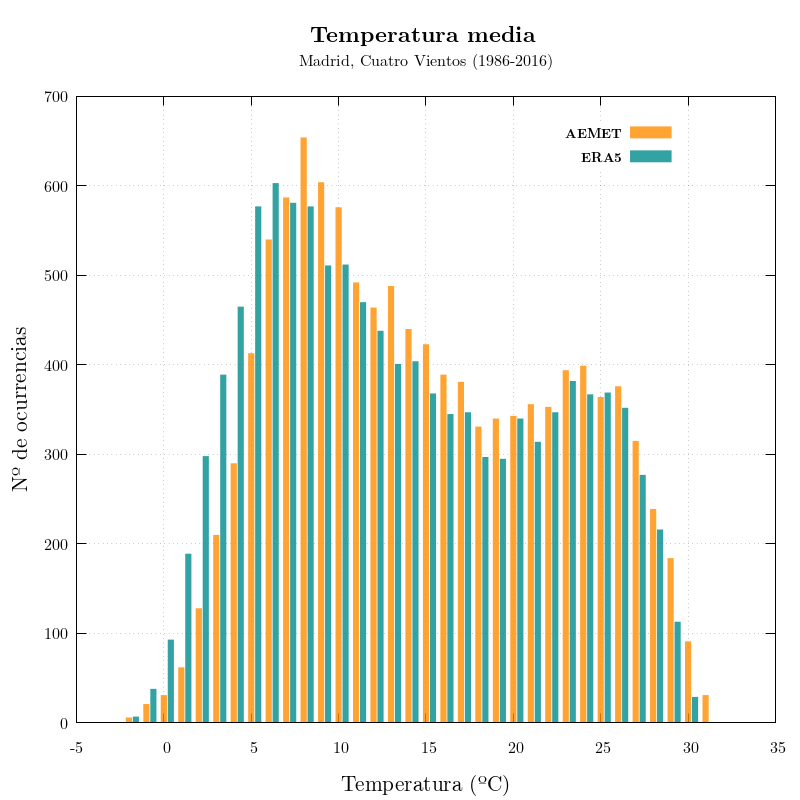 Temperatura media
Madrid, Cuatro Vientos (1986-2016)
AEMET
ERA5
700
600
500
400
300
200
100
0
Nº de ocurrencias
-5 0 5 10 15 20 25 30 35
Temperatura (ºC)